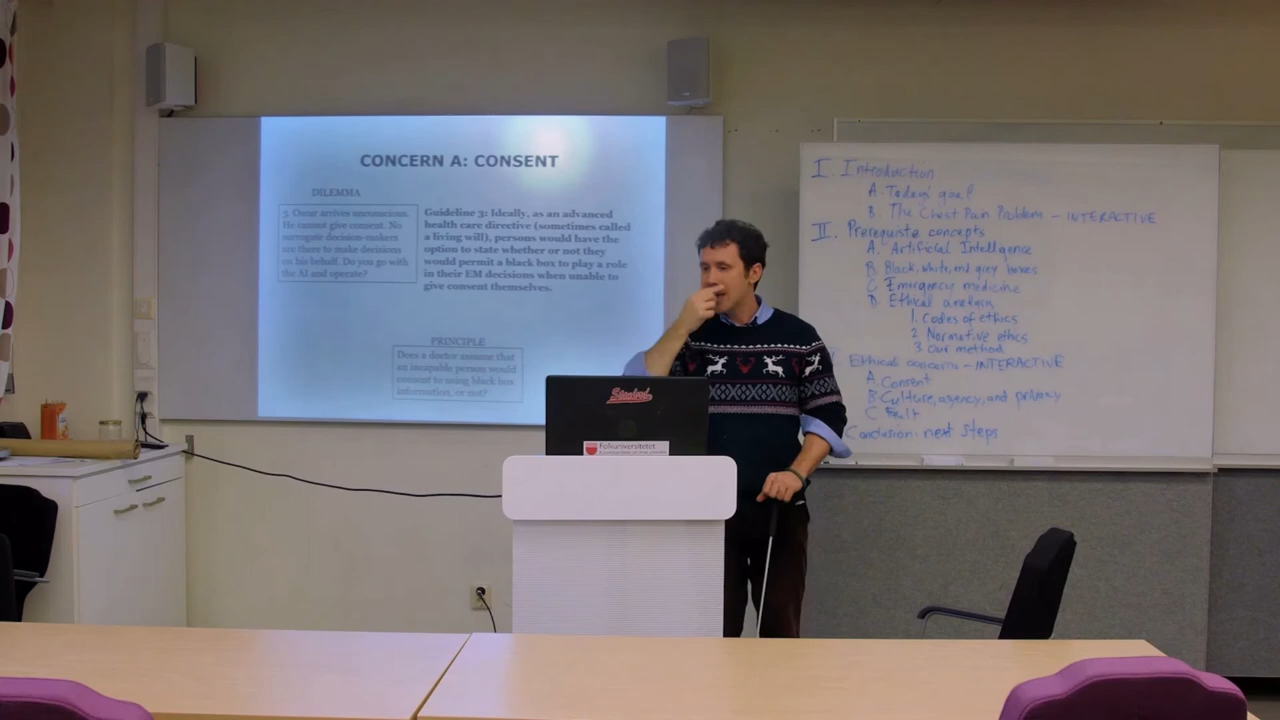 CONCERN A: CONSENT
DILEMMA
3. Oscar arrives unconscious.
He cannot give consent. No
surrogate decision-makers
are there to make decisions
on his behalf. Do you go with
the AI and operate?
Guideline 3: Ideally, as an advanced
health care directive (sometimes called
a living will), persons would have the
option to state whether or not they
would permit a black box to play a role
in their EM decisions when unable to
give consent themselves.
PRINCIPLE
Does a doctor assume that
an incapable person would
consent to using black box
information, or not?
I. Introduction
A. Today's goal
B. The Chest Pain Problem - INTERACTIVE
II. Prerequiste concepts
A. Artificial Intelligence
B. Black, white, and grey boxes
C. Emergency medicine
D. Ethical analysis
1. Codes of ethics
2. Normative ethics
3. Our method
Ethical concerns - INTERACTIVE
A. Consent
B. Culture, agency, and privacy
C. Fault
Conclusion: next steps
Folkuniversitetet